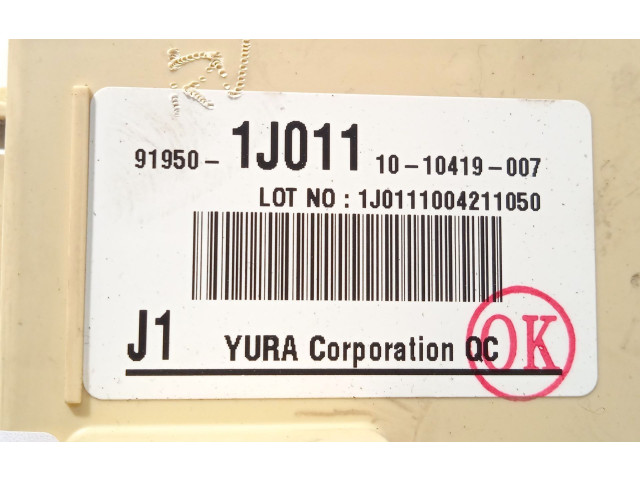 91950- 1J011 10-10419-007
LOT NO : 1J0111004211050
J1 YURA Corporation QC
OK